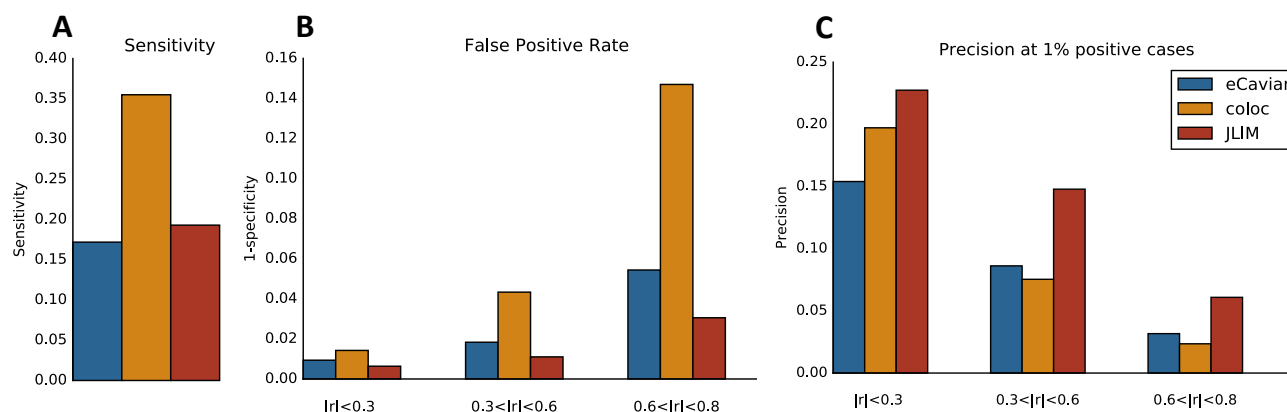 A
Sensitivity
0.40
0.35
0.30
0.25
0.20
0.15
0.10
0.05
0.00
Sensitivity
B
False Positive Rate
0.16
0.14
0.12
0.10
0.08
0.06
0.04
0.02
0.00
1-specificity
|r|<0.3
0.3<|r|<0.6
0.6<|r|<0.8
C
Precision at 1% positive cases
0.25
0.20
0.15
0.10
0.05
0.00
Precision
|r|<0.3
0.3<|r|<0.6
0.6<|r|<0.8
eCaviar
coloc
JLIM